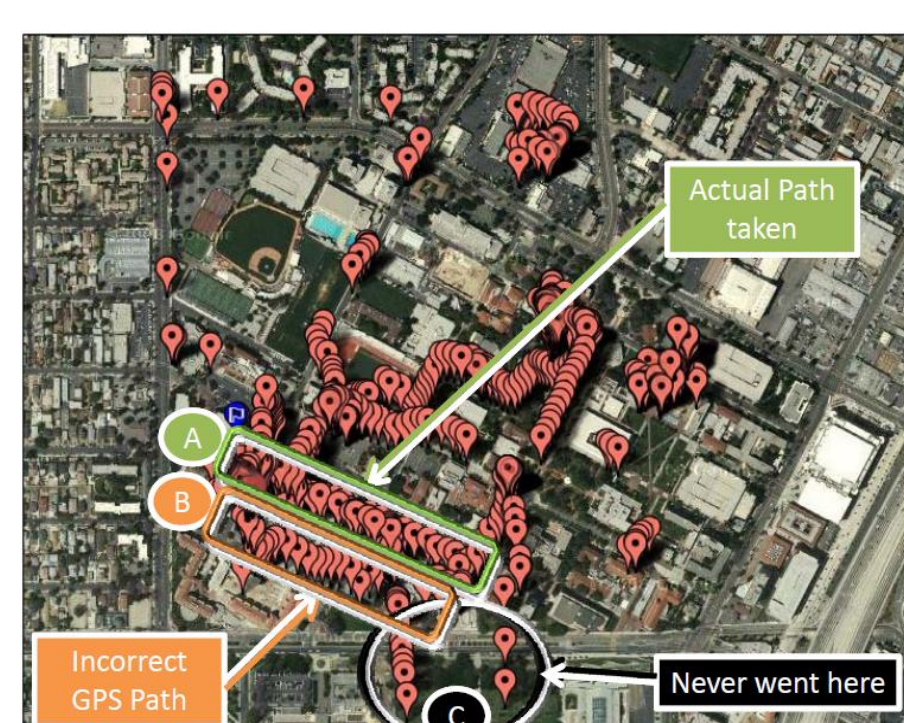 Actual Path
taken
A
B
Incorrect
GPS Path
Never went here
C